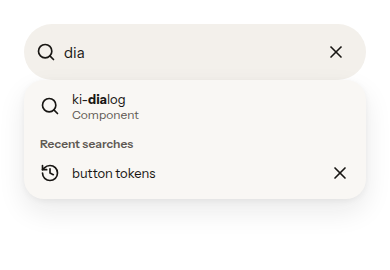 dia
ki-dialog
Component
Recent searches
button tokens